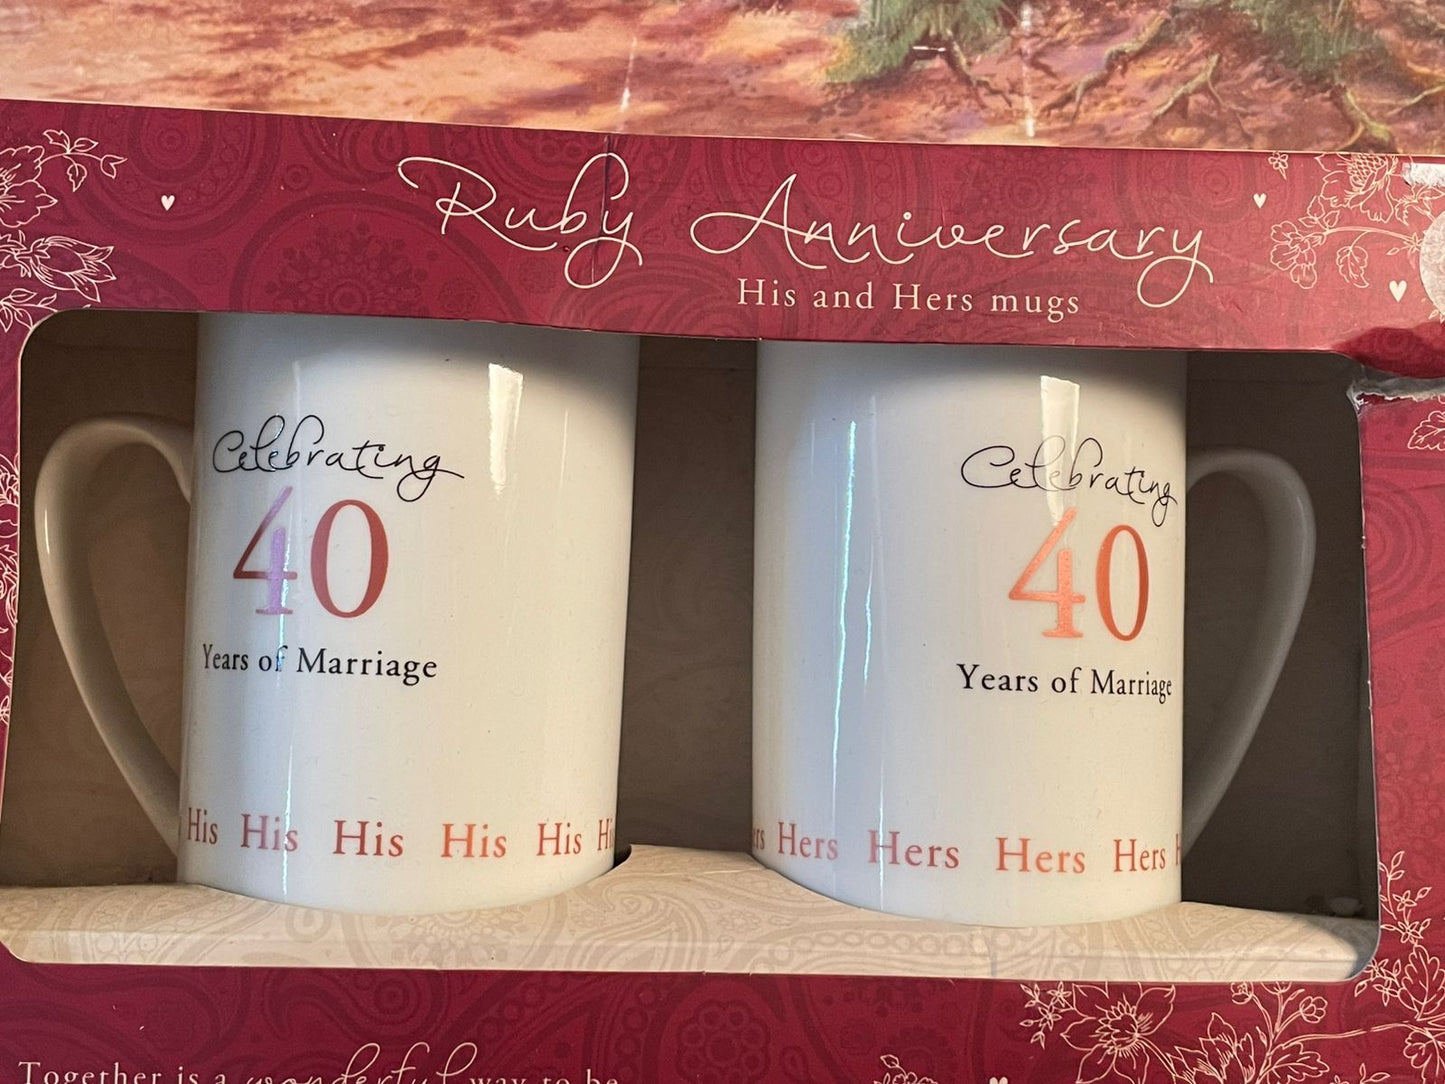 Ruby Anniversary
His and Hers mugs
Celebrating
40
Years of Marriage
His His His His His His
Celebrating
40
Years of Marriage
Hers Hers Hers Hers
Together is a wonderful way to be